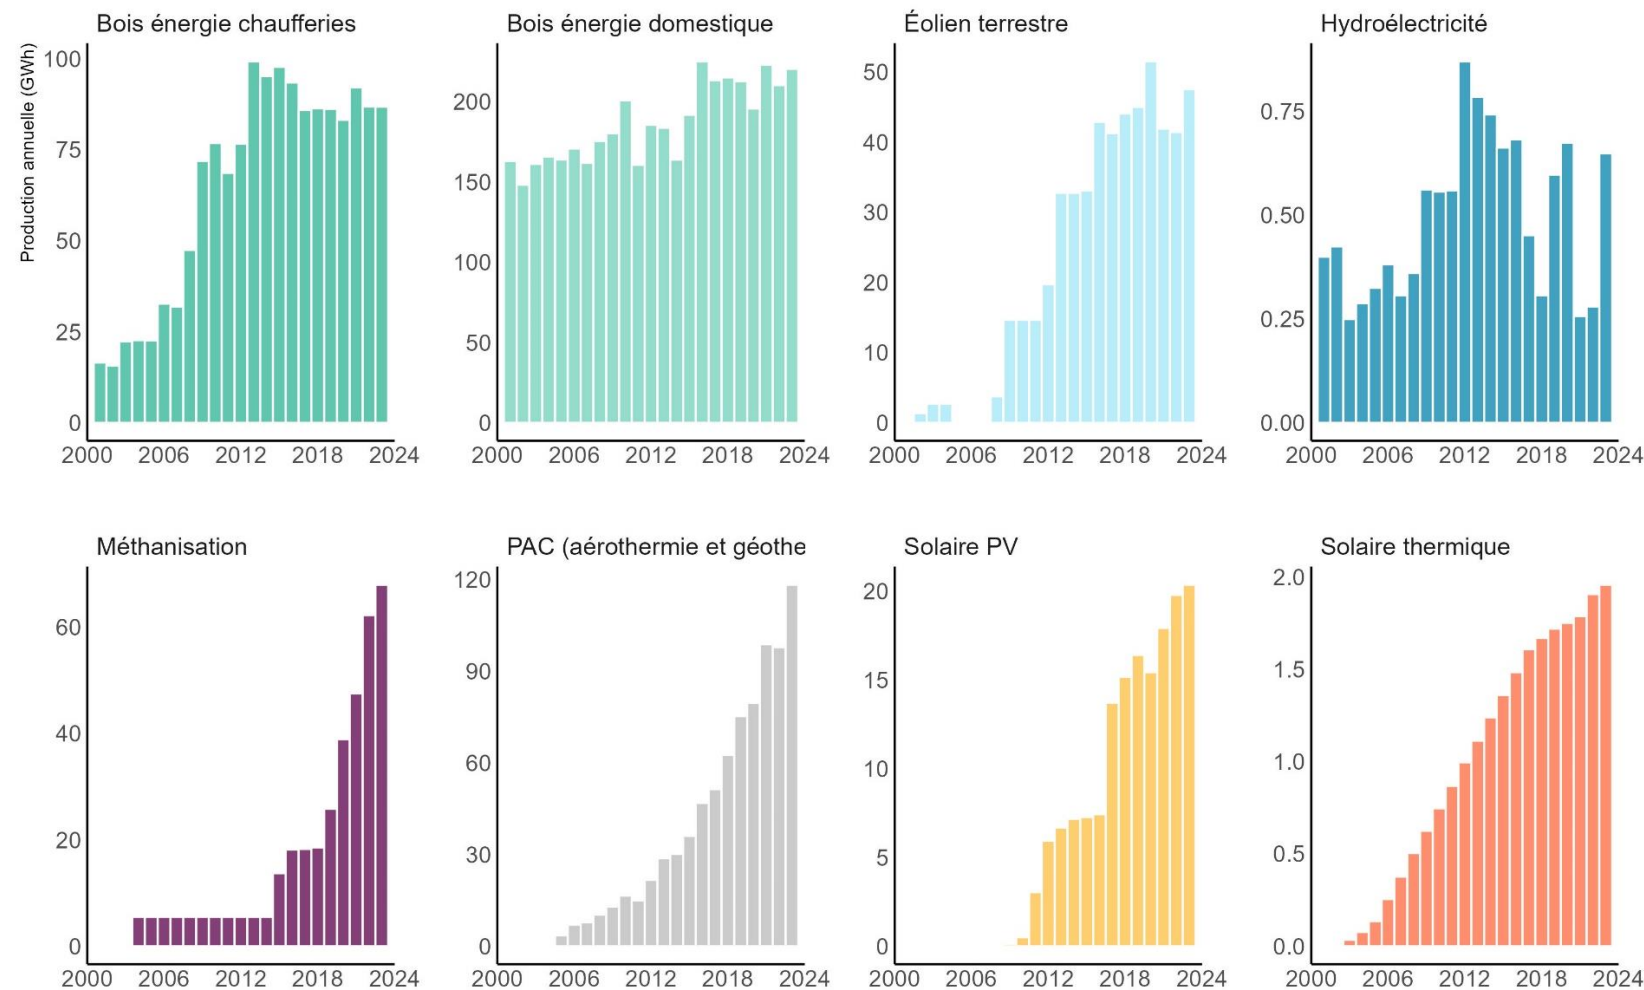 Bois énergie chaufferies
Bois énergie domestique
Éolien terrestre
Hydroélectricité
Production annuelle (GWh)
100
75
50
25
0
2000 2006 2012 2018 2024
200
150
100
50
0
2000 2006 2012 2018 2024
50
40
30
20
10
0
2000 2006 2012 2018 2024
0.75
0.50
0.25
0.00
2000 2006 2012 2018 2024
Méthanisation
PAC (aérothermie et géothe
Solaire PV
Solaire thermique
60
40
20
0
2000 2006 2012 2018 2024
120
90
60
30
0
2000 2006 2012 2018 2024
20
15
10
5
0
2000 2006 2012 2018 2024
2.0
1.5
1.0
0.5
0.0
2000 2006 2012 2018 2024